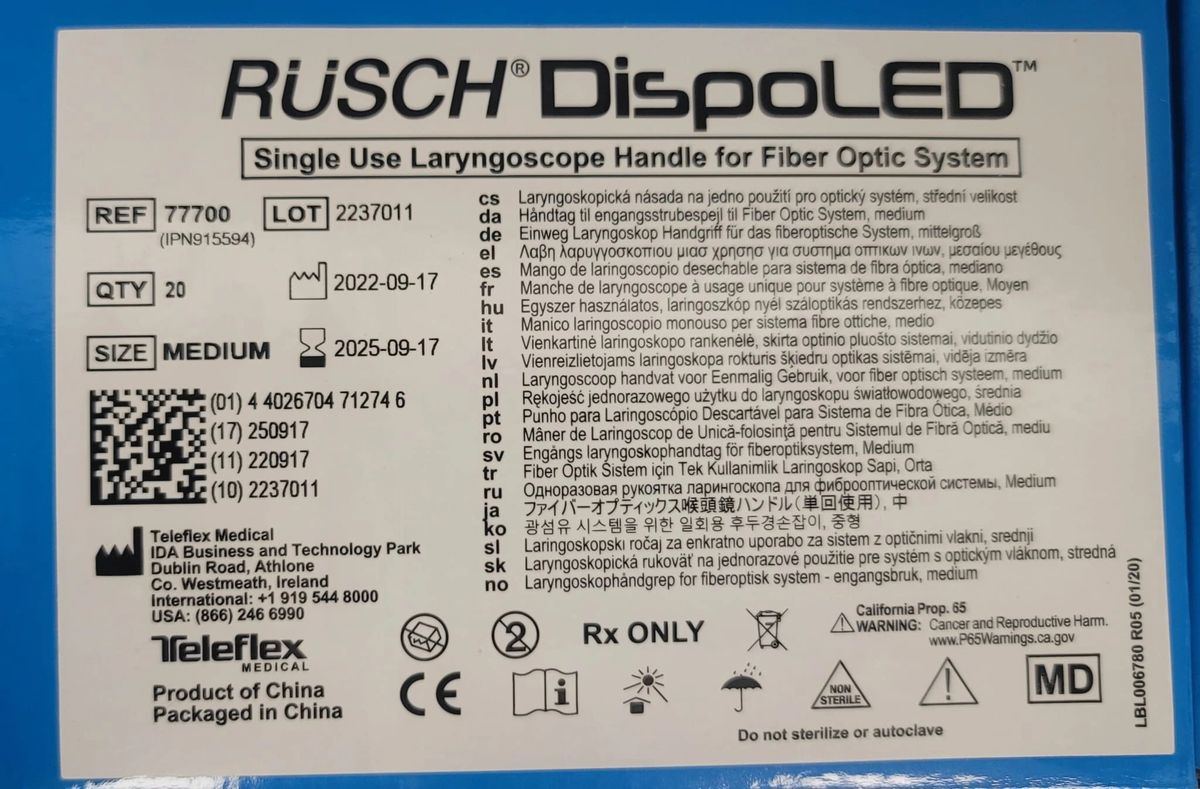 RÜSCH® DispoLED™
Single Use Laryngoscope Handle for Fiber Optic System
REF 77700 LOT 2237011
(IPN915594)
QTY 20
2022-09-17
SIZE MEDIUM
2025-09-17
(01) 4 4026704 71274 6
(17) 250917
(11) 220917
(10) 2237011
Teleflex Medical
IDA Business and Technology Park
Dublin Road, Athlone
Co. Westmeath, Ireland
International: +1 919 544 8000
USA: (866) 246 6990
Teleflex
MEDICAL
Product of China
Packaged in China
cs Laryngoskopická násada na jedno použití pro optický systém, střední velikost
da Håndtag til engangsstrubespejl til Fiber Optic System, medium
de Einweg Laryngoskop Handgriff für das fiberoptische System, mittelgroß
el Λαβη λαρυγγοσκοπιου μιασ χρησησ για συστημα οπτικων ινων, μεσαίου μεγέθους
es Mango de laringoscopio desechable para sistema de fibra óptica, mediano
fr Manche de laryngoscope à usage unique pour système à fibre optique, Moyen
hu Egyszer használatos, laringoszkóp nyél száloptikás rendszerhez, közepes
it Manico laringoscopio monouso per sistema fibre ottiche, medio
lt Vienkartinė laringoskopo rankenėlė, skirta optinio pluošto sistemai, vidutinio dydžio
lv Vienreizlietojams laringoskopa rokturis šķiedru optikas sistēmai, vidēja izmēra
nl Laryngoscoop handvat voor Eenmalig Gebruik, voor fiber optisch systeem, medium
pl Rękojeść jednorazowego użytku do laryngoskopu światłowodowego, średnia
pt Punho para Laringoscópio Descartável para Sistema de Fibra Ótica, Médio
ro Mâner de Laringoscop de Unică-folosință pentru Sistemul de Fibră Optică, mediu
sv Engångs laryngoskophandtag för fiberoptiksystem, Medium
tr Fiber Optik Sistem için Tek Kullanimlik Laringoskop Sapi, Orta
ru Одноразовая рукоятка ларингоскопа для фиброоптической системы, Medium
ja ファイバーオプティックス喉頭鏡ハンドル(単回使用), 中
ko 광섬유 시스템을 위한 일회용 후두경손잡이, 중형
sl Laringoskopski ročaj za enkratno uporabo za sistem z optičnimi vlakni, srednji
sk Laryngoskopická rukoväť na jednorazové použitie pre systém s optickým vláknom, stredná
no Laryngoskophåndgrep for fiberoptisk system - engangsbruk, medium
2
Rx ONLY
California Prop. 65
WARNING: Cancer and Reproductive Harm.
www.P65Warnings.ca.gov
CE
i
NON
STERILE
!
MD
Do not sterilize or autoclave
LBL006780 R05 (01/20)